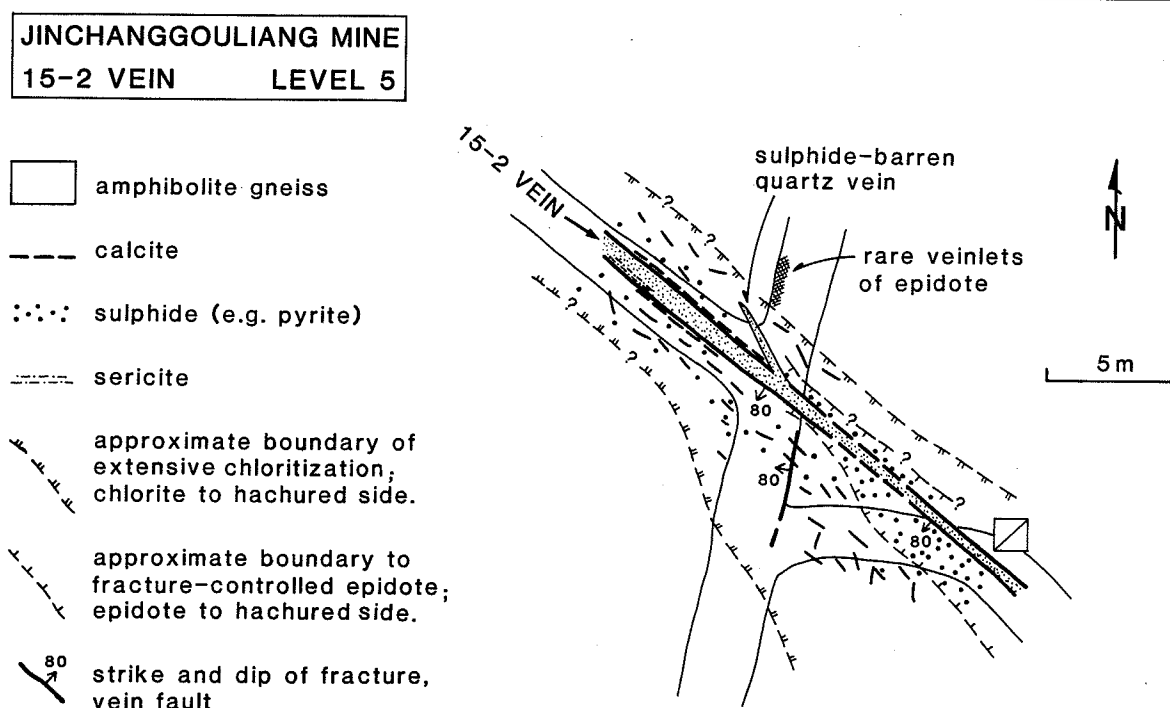 JINCHANGGOULIANG MINE
15-2 VEIN LEVEL 5
amphibolite gneiss
calcite
sulphide (e.g. pyrite)
sericite
approximate boundary of
extensive chloritization;
chlorite to hachured side.
approximate boundary to
fracture-controlled epidote;
epidote to hachured side.
80
strike and dip of fracture,
vein fault
15-2 VEIN
sulphide-barren
quartz vein
rare veinlets
of epidote
N
5m
?
?
?
?
?
?
?
?
80
80
80